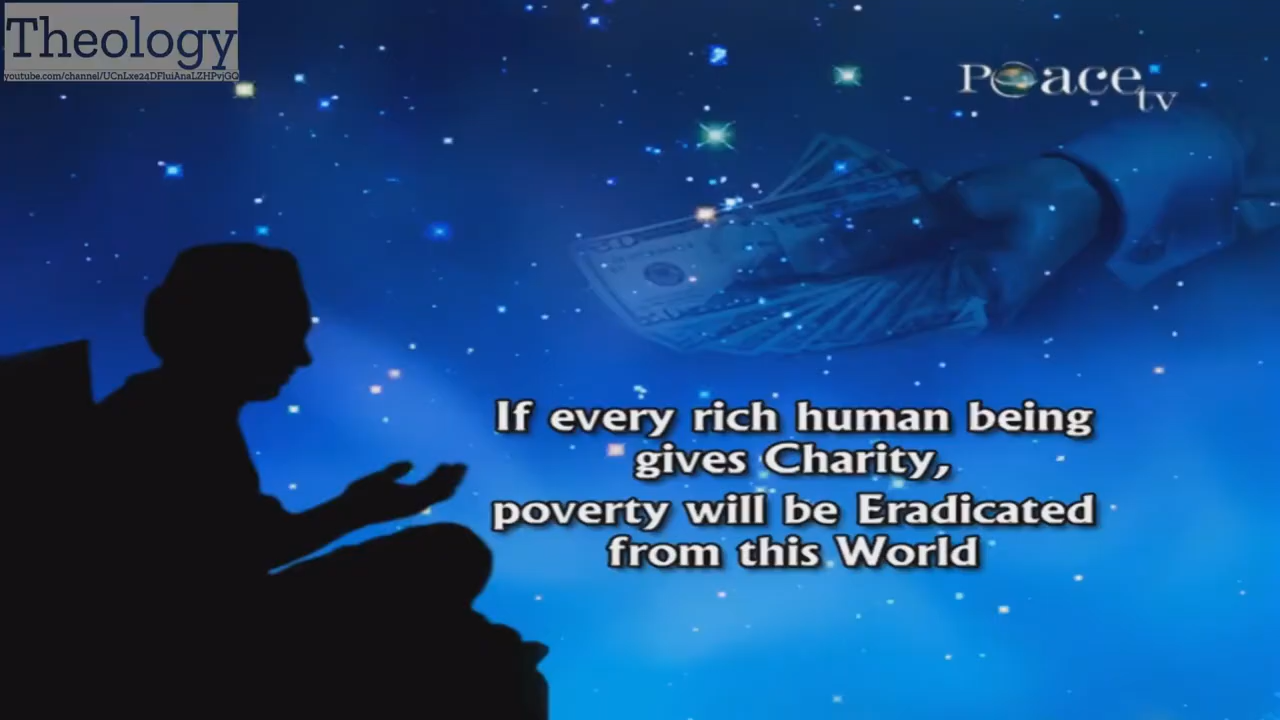 Theology
youtube.com/channel/UCnLxe24DFluiAnaLZHPvjGQ
Peace
tv
If every rich human being
gives Charity,
poverty will be Eradicated
from this World